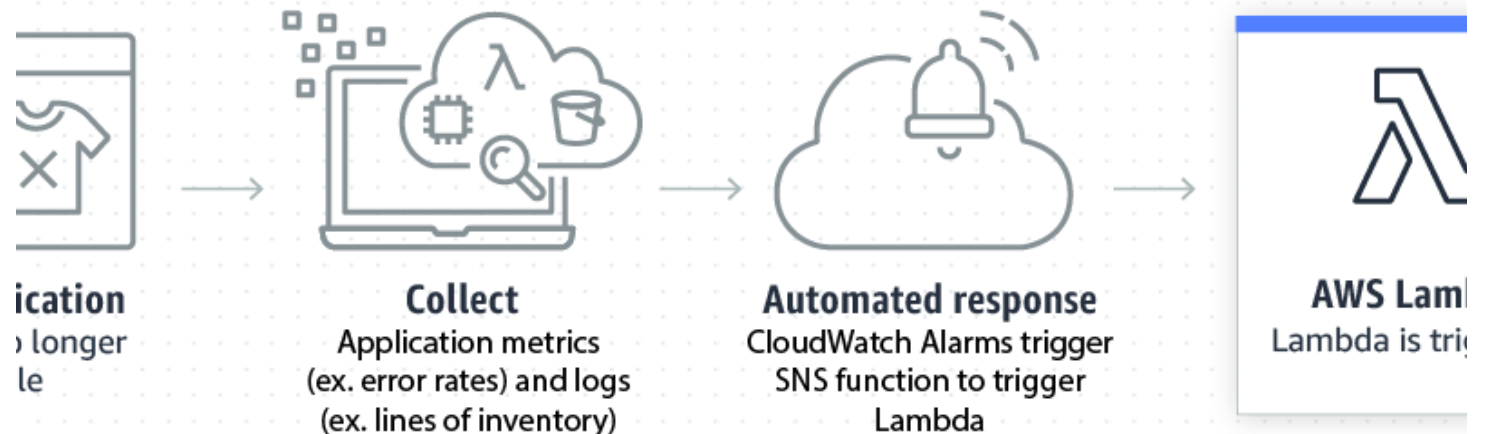 ication
longer
le
Collect
Application metrics
(ex. error rates) and logs
(ex. lines of inventory)
Automated response
CloudWatch Alarms trigger
SNS function to trigger
Lambda
AWS Lam
Lambda is trig